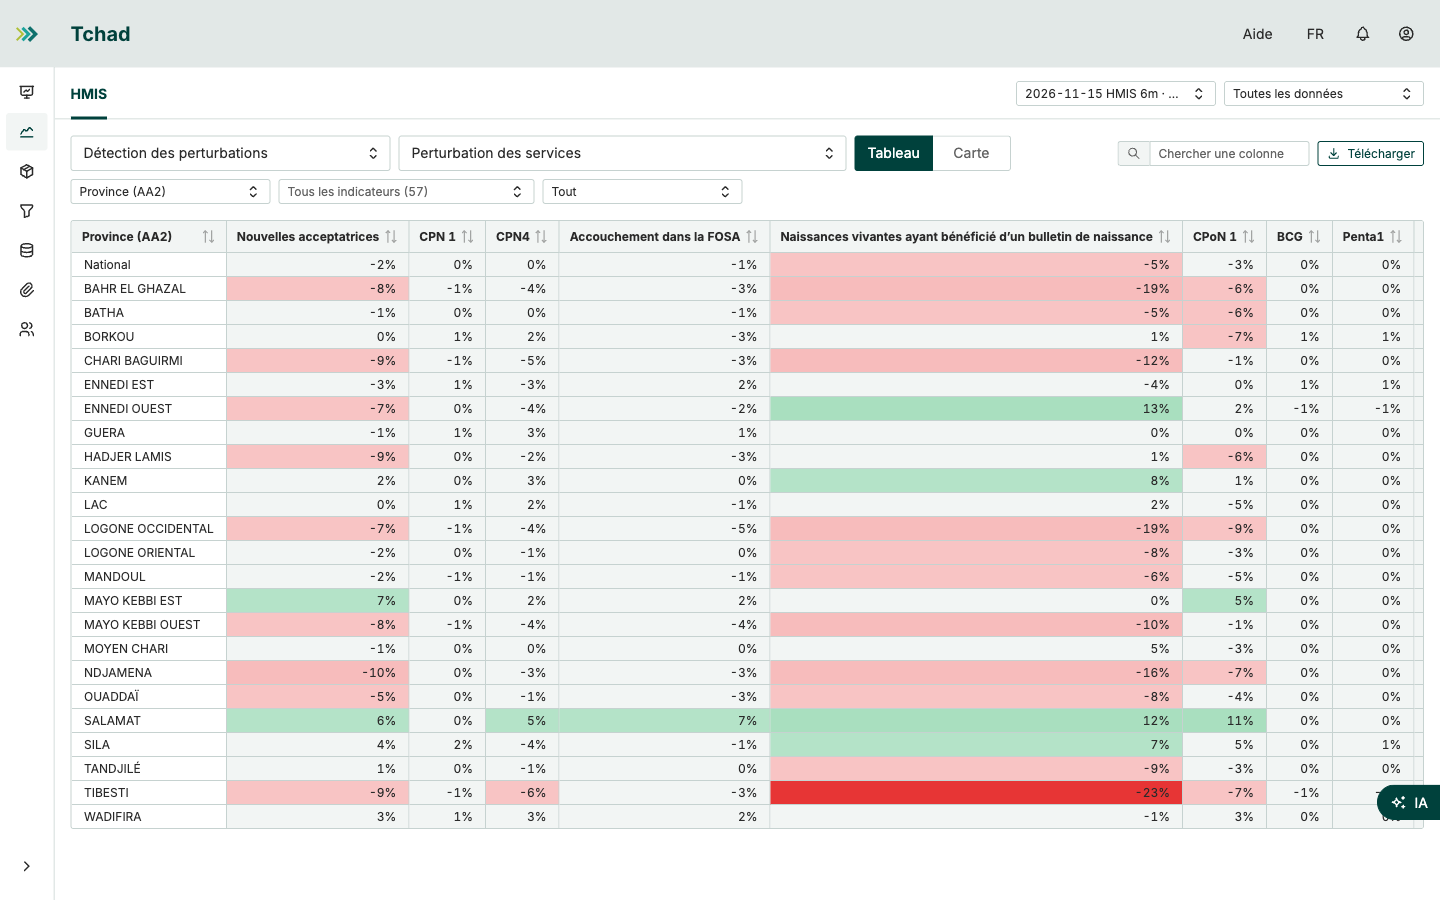 Tchad
Aide FR
HMIS
2026-11-15 HMIS 6m · ... Toutes les données
Détection des perturbations Perturbation des services Tableau Carte Chercher une colonne Télécharger
Province (AA2) Tous les indicateurs (57) Tout
Province (AA2) Nouvelles acceptatrices CPN 1 CPN4 Accouchement dans la FOSA Naissances vivantes ayant bénéficié d’un bulletin de naissance CPoN 1 BCG Penta1
National -2% 0% 0% -1% -5% -3% 0% 0%
BAHR EL GHAZAL -8% -1% -4% -3% -19% -6% 0% 0%
BATHA -1% 0% 0% -1% -5% -6% 0% 0%
BORKOU 0% 1% 2% -3% 1% -7% 1% 1%
CHARI BAGUIRMI -9% -1% -5% -3% -12% -1% 0% 0%
ENNEDI EST -3% 1% -3% 2% -4% 0% 1% 1%
ENNEDI OUEST -7% 0% -4% -2% 13% 2% -1% -1%
GUERA -1% 1% 3% 1% 0% 0% 0% 0%
HADJER LAMIS -9% 0% -2% -3% 1% -6% 0% 0%
KANEM 2% 0% 3% 0% 8% 1% 0% 0%
LAC 0% 1% 2% -1% 2% -5% 0% 0%
LOGONE OCCIDENTAL -7% -1% -4% -5% -19% -9% 0% 0%
LOGONE ORIENTAL -2% 0% -1% 0% -8% -3% 0% 0%
MANDOUL -2% -1% -1% -1% -6% -5% 0% 0%
MAYO KEBBI EST 7% 0% 2% 2% 0% 5% 0% 0%
MAYO KEBBI OUEST -8% -1% -4% -4% -10% -1% 0% 0%
MOYEN CHARI -1% 0% 0% 0% 5% -3% 0% 0%
NDJAMENA -10% 0% -3% -3% -16% -7% 0% 0%
OUADDAÏ -5% 0% -1% -3% -8% -4% 0% 0%
SALAMAT 6% 0% 5% 7% 12% 11% 0% 0%
SILA 4% 2% -4% -1% 7% 5% 0% 1%
TANDJILÉ 1% 0% -1% 0% -9% -3% 0% 0%
TIBESTI -9% -1% -6% -3% -23% -7% -1%
IA
WADIFIRA 3% 1% 3% 2% -1% 3% 0%